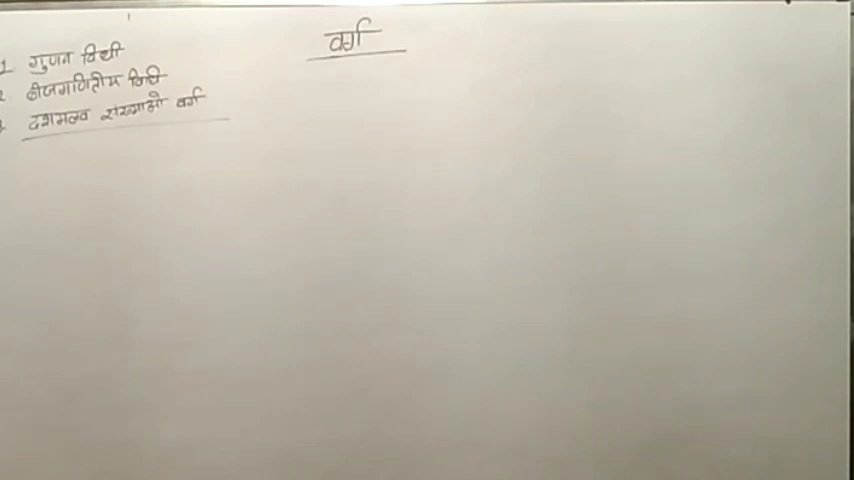 वर्ग
1. गुणन विधी
2. बीजगणितीय विधि
3. दशमलव संख्याओ वर्ग